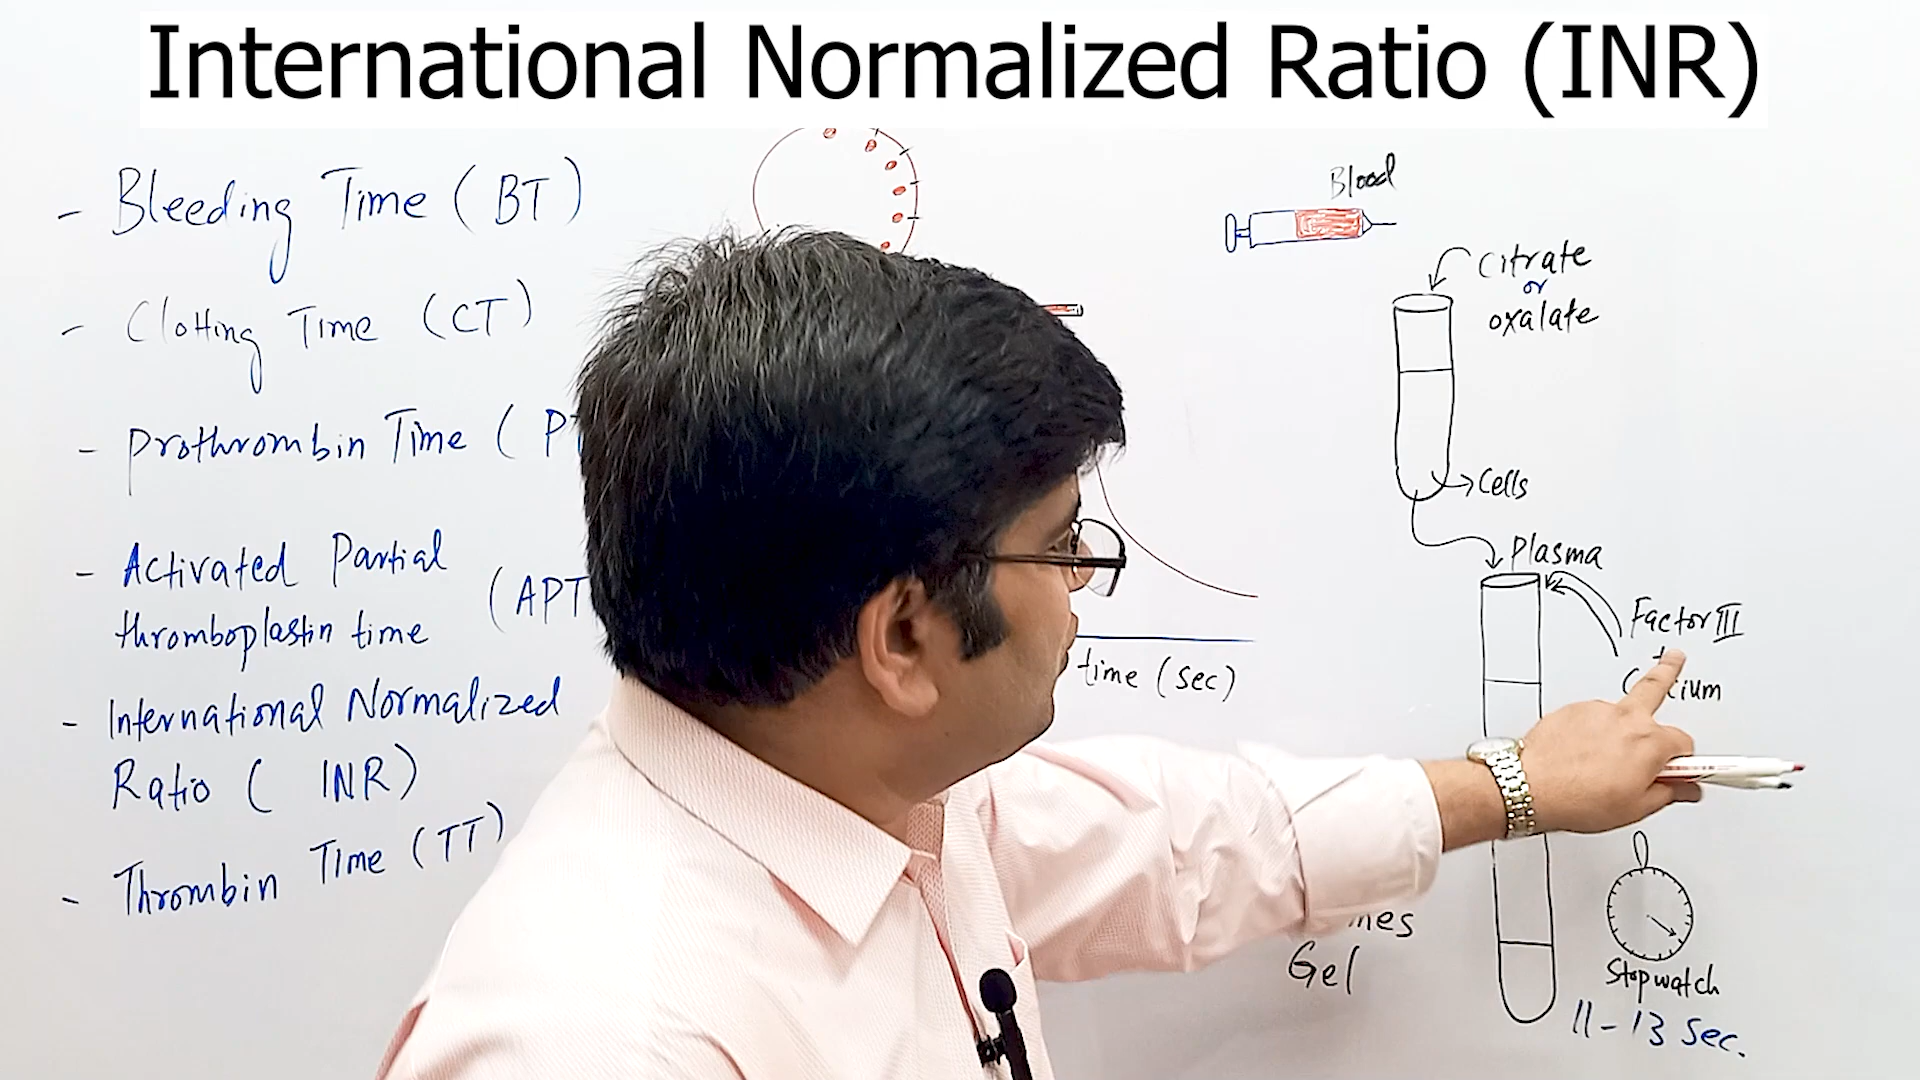 International Normalized Ratio (INR)
- Bleeding Time (BT)
- Clotting Time (CT)
- Prothrombin Time (
- Activated Partial
thromboplastin time
- International Normalized
Ratio ( INR)
- Thrombin Time (TT)
time (sec)
Gel
Blood
Citrate
or
oxalate
Cells
Plasma
Factor III
Stopwatch
11-13 Sec.